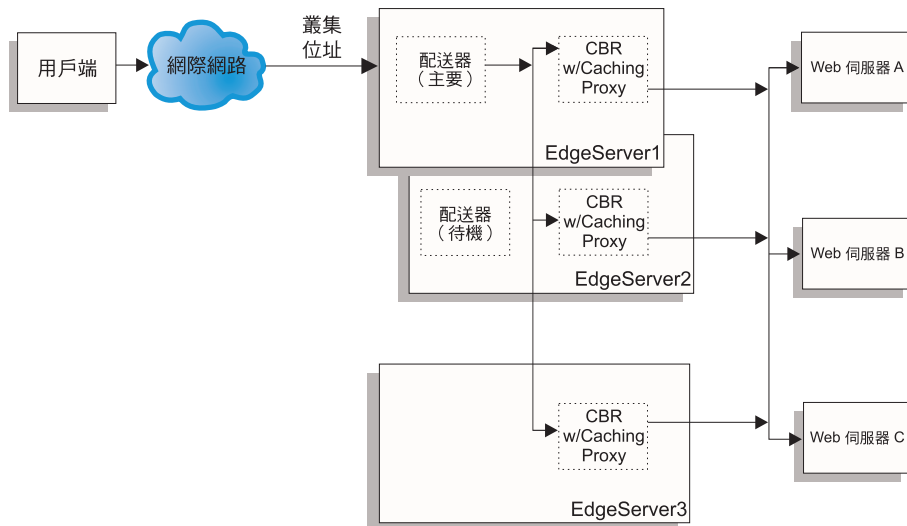 用戶端
網際網路
叢集
位址
配送器
（主要）
CBR
w/Caching
Proxy
EdgeServer1
配送器
（待機）
CBR
w/Caching
Proxy
EdgeServer2
CBR
w/Caching
Proxy
EdgeServer3
Web 伺服器 A
Web 伺服器 B
Web 伺服器 C